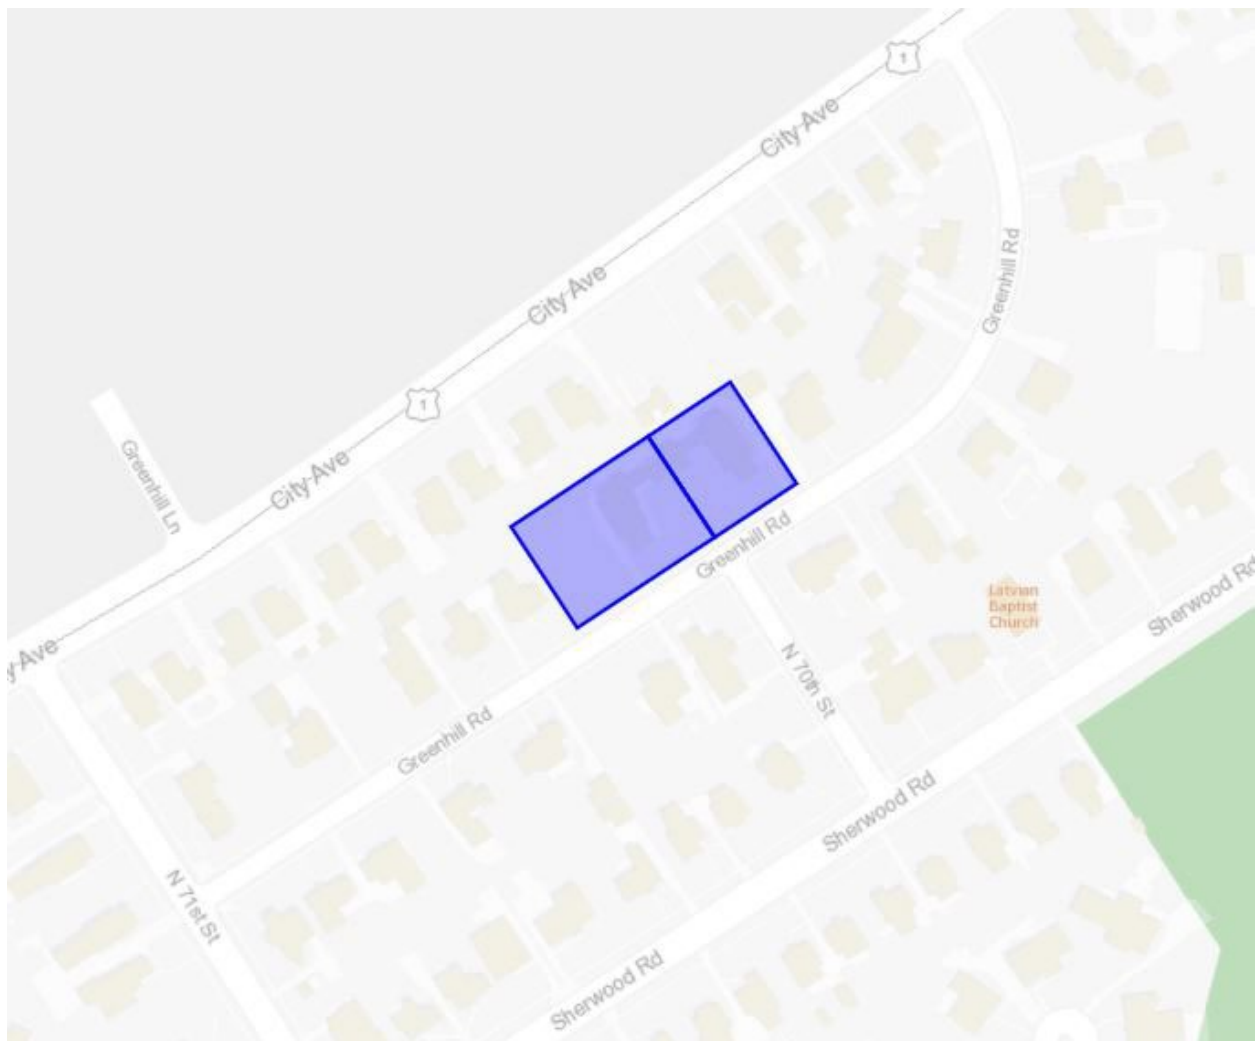 1
City Ave
City Ave
Greenhill Rd
1
Greenhill Ln
City Ave
y Ave
Greenhill Rd
Latvian
Baptist
Church
Sherwood Rd
N 70th St
Greenhill Rd
Sherwood Rd
N 71st St
Sherwood Rd